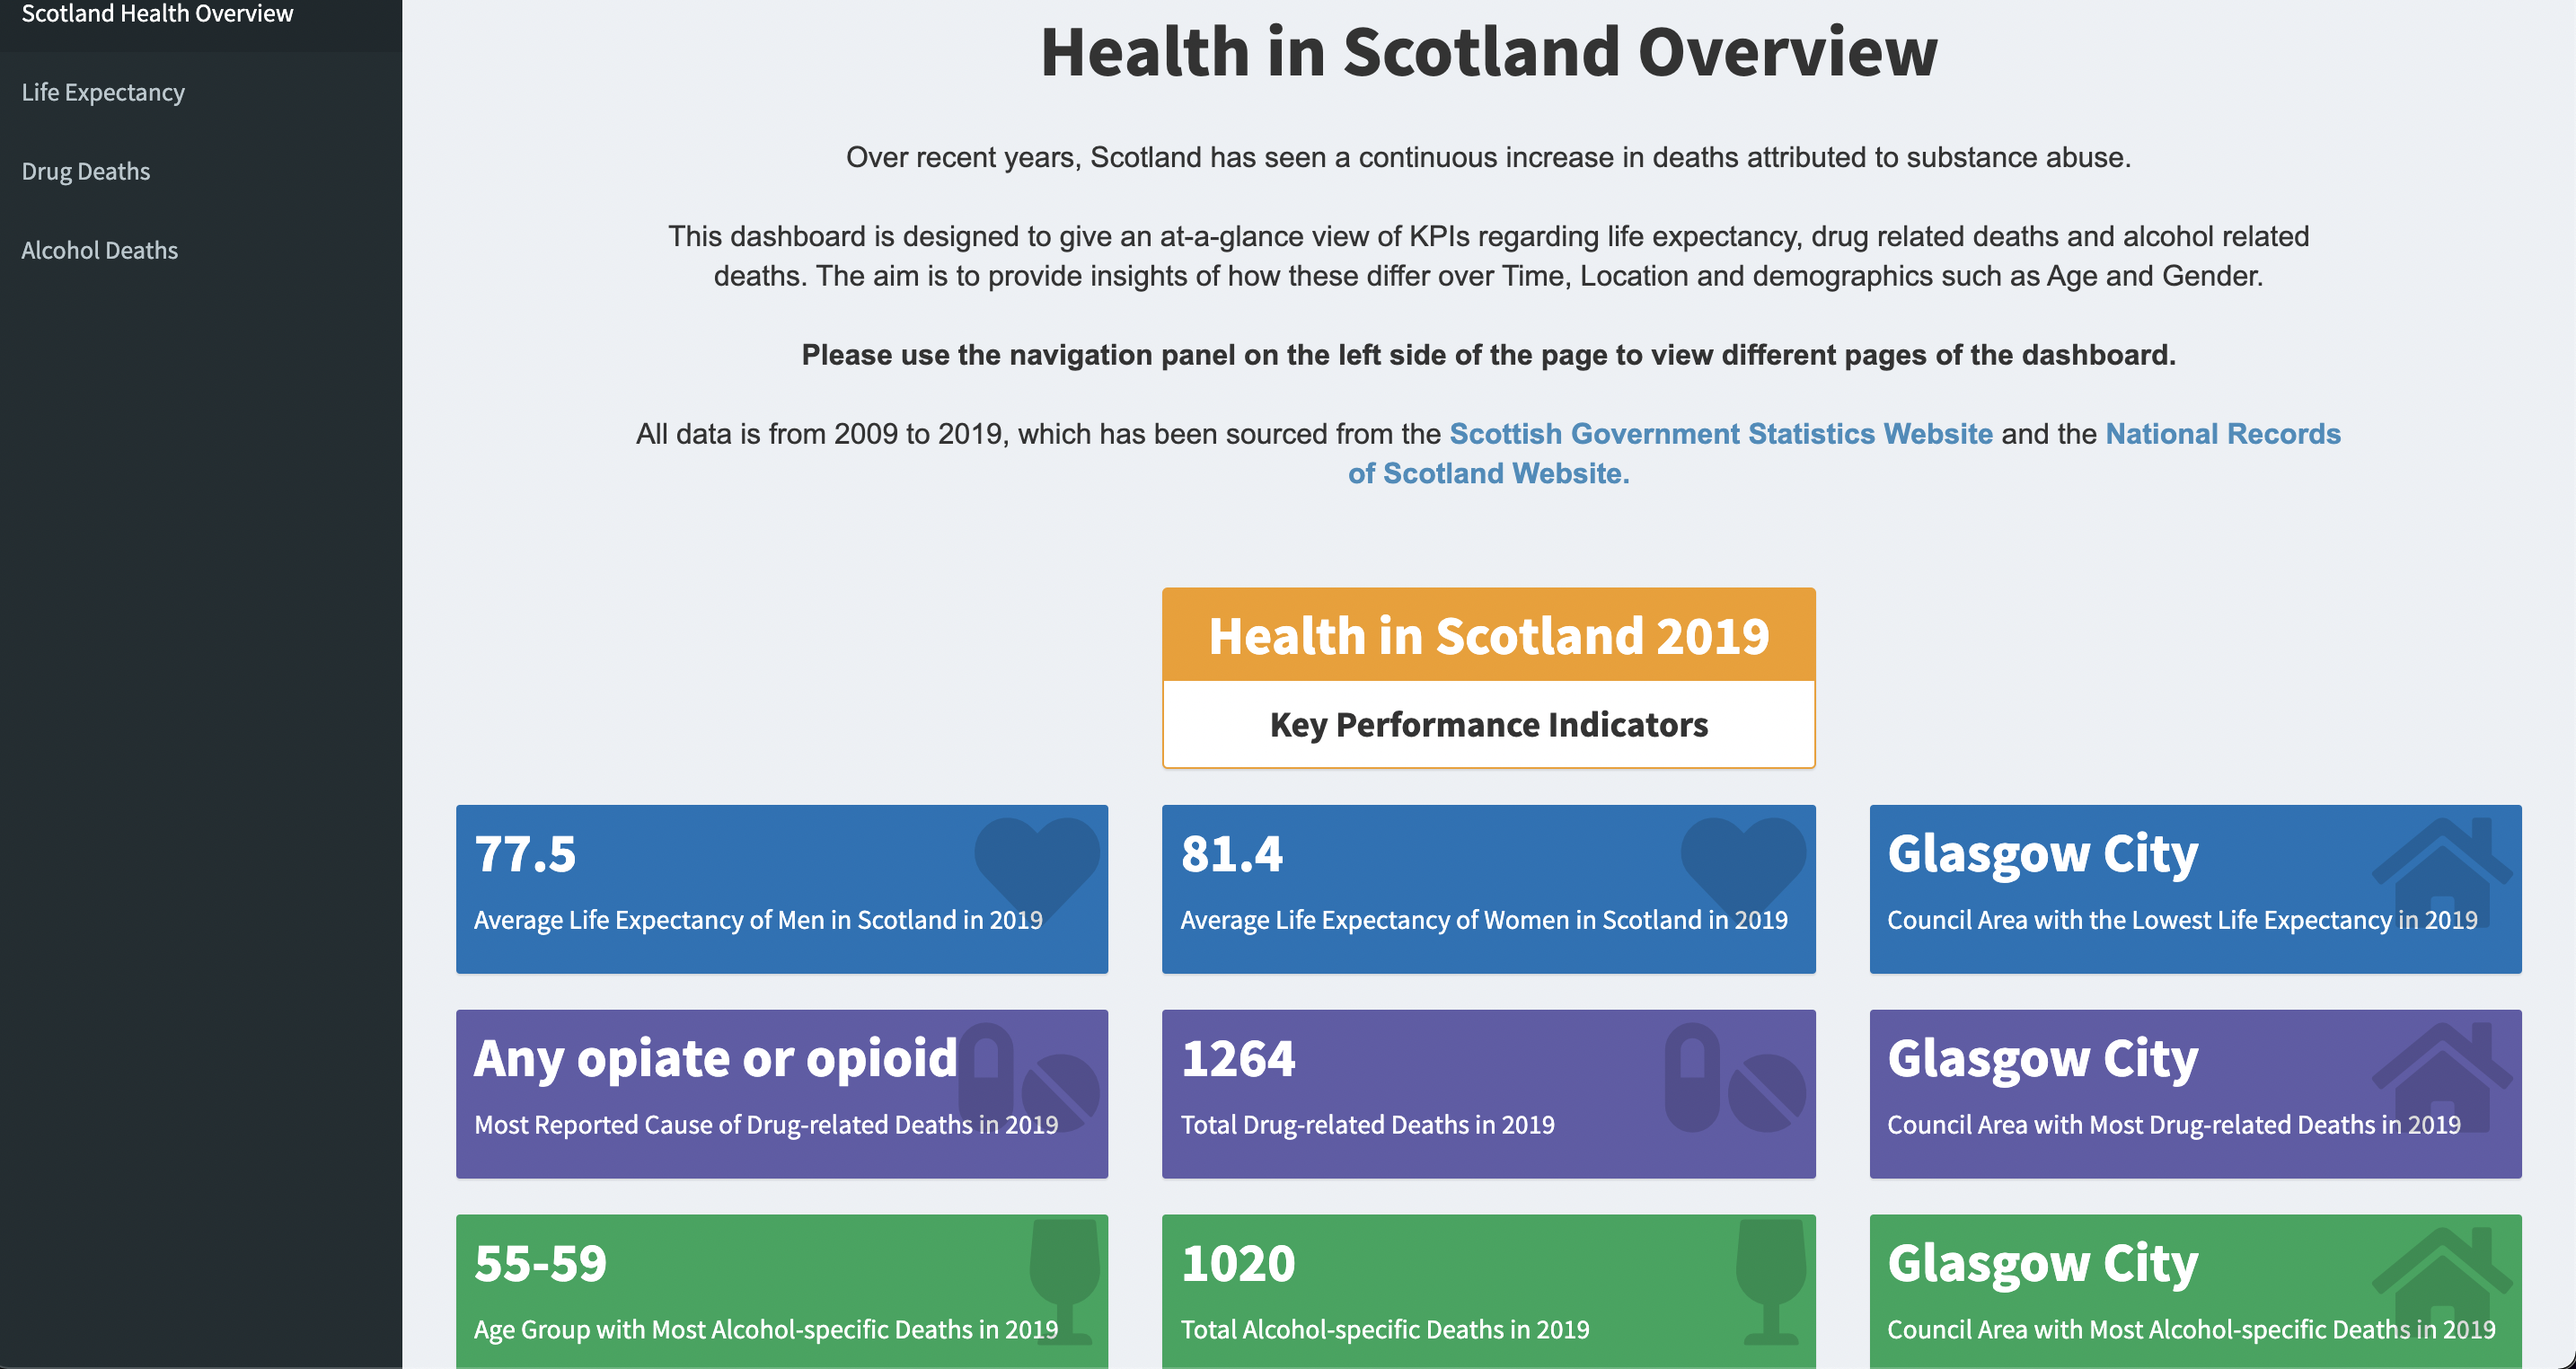 Scotland Health Overview
Life Expectancy
Drug Deaths
Alcohol Deaths
Health in Scotland Overview
Over recent years, Scotland has seen a continuous increase in deaths attributed to substance abuse.
This dashboard is designed to give an at-a-glance view of KPIs regarding life expectancy, drug related deaths and alcohol related
deaths. The aim is to provide insights of how these differ over Time, Location and demographics such as Age and Gender.
Please use the navigation panel on the left side of the page to view different pages of the dashboard.
All data is from 2009 to 2019, which has been sourced from the Scottish Government Statistics Website and the National Records
of Scotland Website.
Health in Scotland 2019
Key Performance Indicators
77.5
Average Life Expectancy of Men in Scotland in 2019
81.4
Average Life Expectancy of Women in Scotland in 2019
Glasgow City
Council Area with the Lowest Life Expectancy in 2019
Any opiate or opioid
Most Reported Cause of Drug-related Deaths in 2019
1264
Total Drug-related Deaths in 2019
Glasgow City
Council Area with Most Drug-related Deaths in 2019
55-59
Age Group with Most Alcohol-specific Deaths in 2019
1020
Total Alcohol-specific Deaths in 2019
Glasgow City
Council Area with Most Alcohol-specific Deaths in 2019